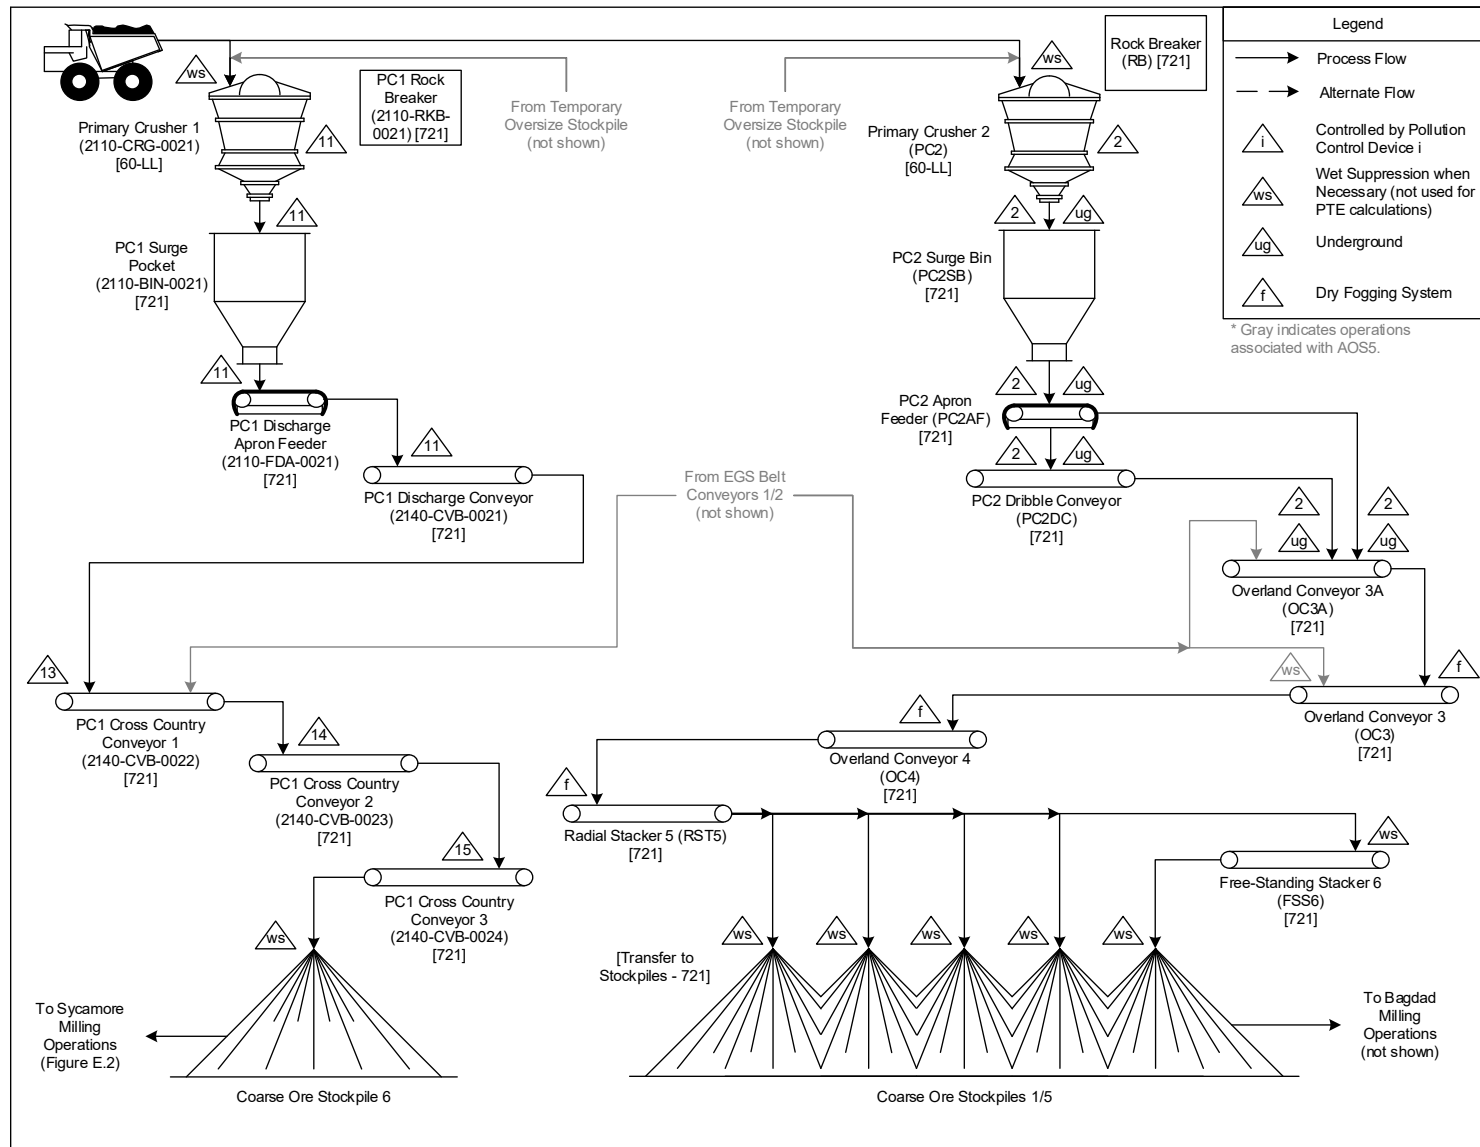 Legend
Process Flow
Alternate Flow
i
Controlled by Pollution
Control Device i
ws
Wet Suppression when
Necessary (not used for
PTE calculations)
ug
Underground
f
Dry Fogging System
* Gray indicates operations
associated with AOS5.
ws
PC1 Rock
Breaker
(2110-RKB-
0021) [721]
Primary Crusher 1
(2110-CRG-0021)
[60-LL]
11
From Temporary
Oversize Stockpile
(not shown)
From Temporary
Oversize Stockpile
(not shown)
ws
Rock Breaker
(RB) [721]
Primary Crusher 2
(PC2)
[60-LL]
2
11
PC1 Surge
Pocket
(2110-BIN-0021)
[721]
2
ug
PC2 Surge Bin
(PC2SB)
[721]
11
PC1 Discharge
Apron Feeder
(2110-FDA-0021)
[721]
11
PC1 Discharge Conveyor
(2140-CVB-0021)
[721]
2
ug
PC2 Apron
Feeder (PC2AF)
[721]
2
ug
PC2 Dribble Conveyor
(PC2DC)
[721]
From EGS Belt
Conveyors 1/2
(not shown)
2
ug
2
ug
Overland Conveyor 3A
(OC3A)
[721]
13
PC1 Cross Country
Conveyor 1
(2140-CVB-0022)
[721]
14
PC1 Cross Country
Conveyor 2
(2140-CVB-0023)
[721]
15
PC1 Cross Country
Conveyor 3
(2140-CVB-0024)
[721]
ws
f
Overland Conveyor 3
(OC3)
[721]
f
Overland Conveyor 4
(OC4)
[721]
f
Radial Stacker 5 (RST5)
[721]
ws
Free-Standing Stacker 6
(FSS6)
[721]
ws
To Sycamore
Milling
Operations
(Figure E.2)
Coarse Ore Stockpile 6
[Transfer to
Stockpiles - 721]
ws
ws
ws
ws
ws
To Bagdad
Milling
Operations
(not shown)
Coarse Ore Stockpiles 1/5